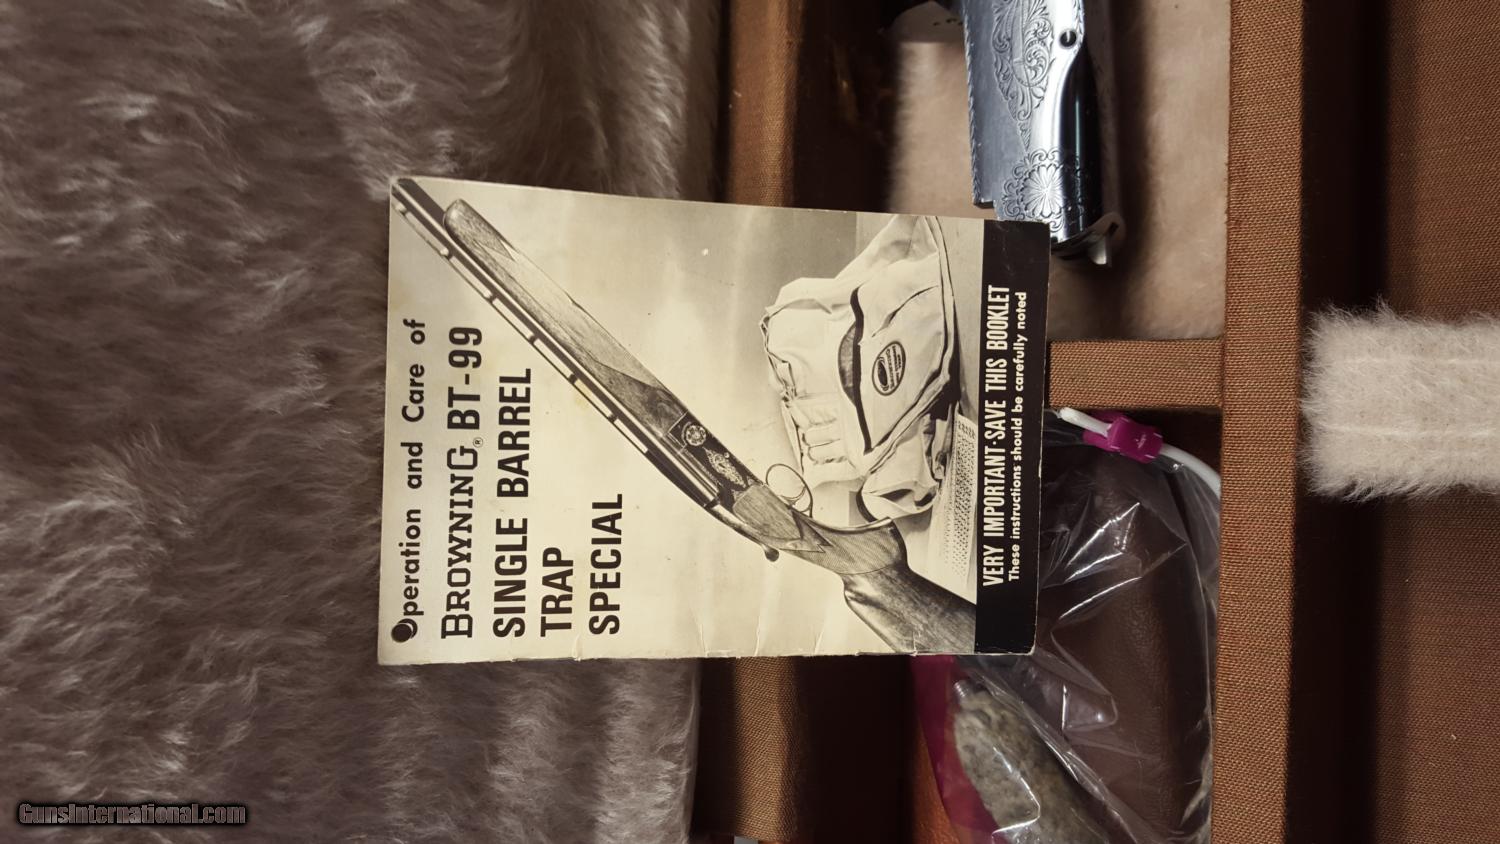 Operation and Care of
BROWNING® BT-99
SINGLE BARREL
TRAP
SPECIAL
VERY IMPORTANT·SAVE THIS BOOKLET
These instructions should be carefully noted
GunsInternational.com